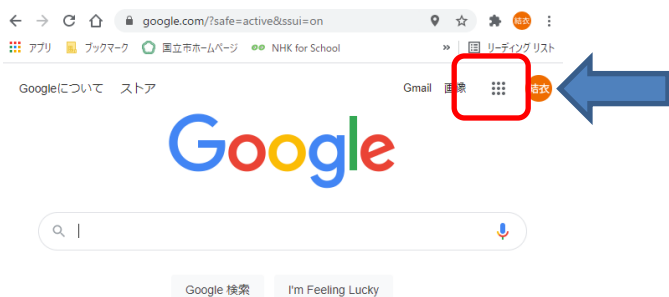 google.com/?safe=active&ssui=on 結衣
アプリ ブックマーク 国立市ホームページ NHK for School » リーディング リスト
Googleについて ストア Gmail 画像 結衣
Google
Google 検索 I'm Feeling Lucky